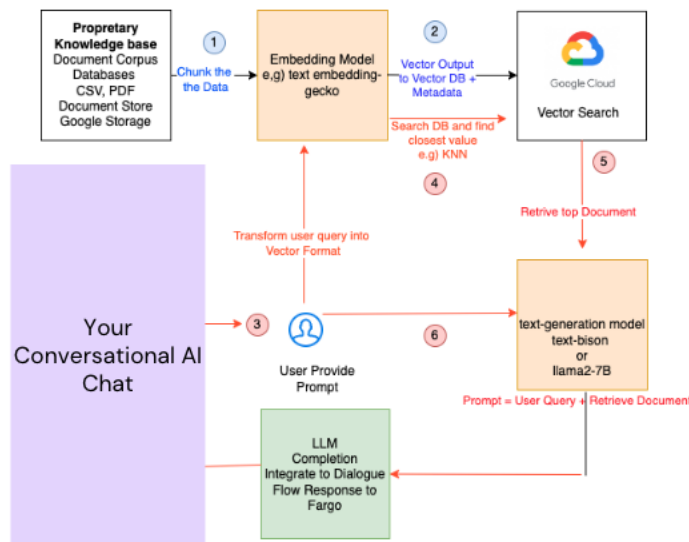 Propretary
Knowledge base
Document Corpus
Databases
CSV, PDF
Document Store
Google Storage
1
Chunk the
the Data
Embedding Model
e,g) text embedding-
gecko
2
Vector Output
to Vector DB +
Metadata
Google Cloud
Vector Search
Search DB and find
closest value
e.g) KNN
4
5
Retrive top Document
Transform user query into
Vector Format
Your
Conversational AI
Chat
3
User Provide
Prompt
6
text-generation model
text-bison
or
llama2-7B
Prompt = User Query + Retrieve Document
LLM
Completion
Integrate to Dialogue
Flow Response to
Fargo